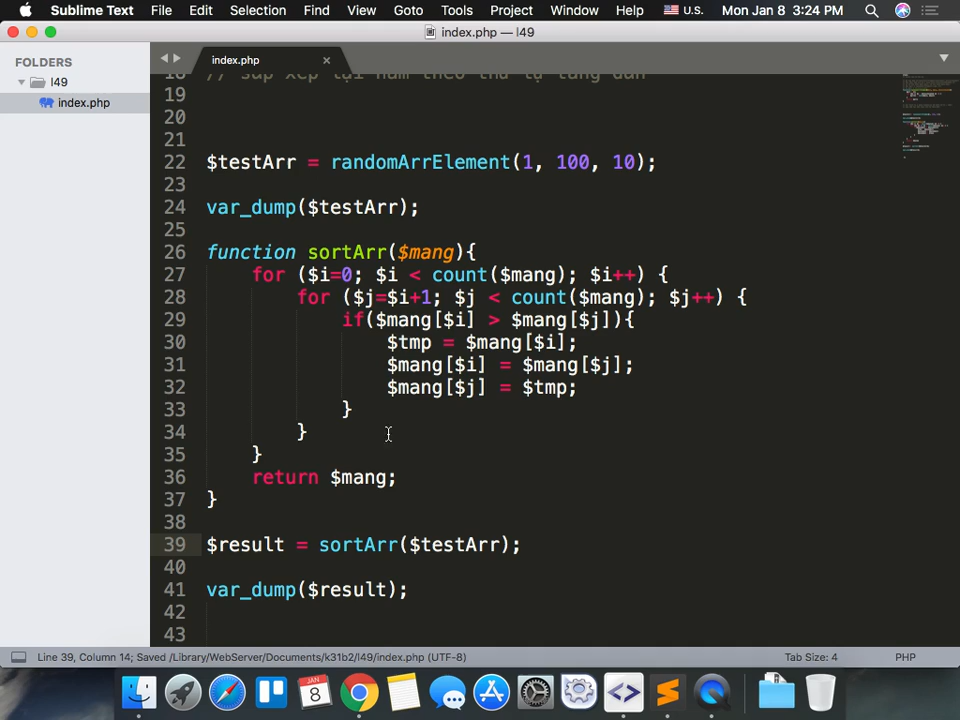 Sublime Text File Edit Selection Find View Goto Tools Project Window Help U.S. Mon Jan 8 3:24 PM
index.php — l49
FOLDERS
l49
index.php
index.php
18 // sắp xếp lại năm theo thứ tự tăng dần
19
20
21
22 $testArr = randomArrElement(1, 100, 10);
23
24 var_dump($testArr);
25
26 function sortArr($mang){
27 for ($i=0; $i < count($mang); $i++) {
28 for ($j=$i+1; $j < count($mang); $j++) {
29 if($mang[$i] > $mang[$j]){
30 $tmp = $mang[$i];
31 $mang[$i] = $mang[$j];
32 $mang[$j] = $tmp;
33 }
34 }
35 }
36 return $mang;
37 }
38
39 $result = sortArr($testArr);
40
41 var_dump($result);
42
43
Line 39, Column 14; Saved /Library/WebServer/Documents/k31b2/l49/index.php (UTF-8) Tab Size: 4 PHP
JAN
8